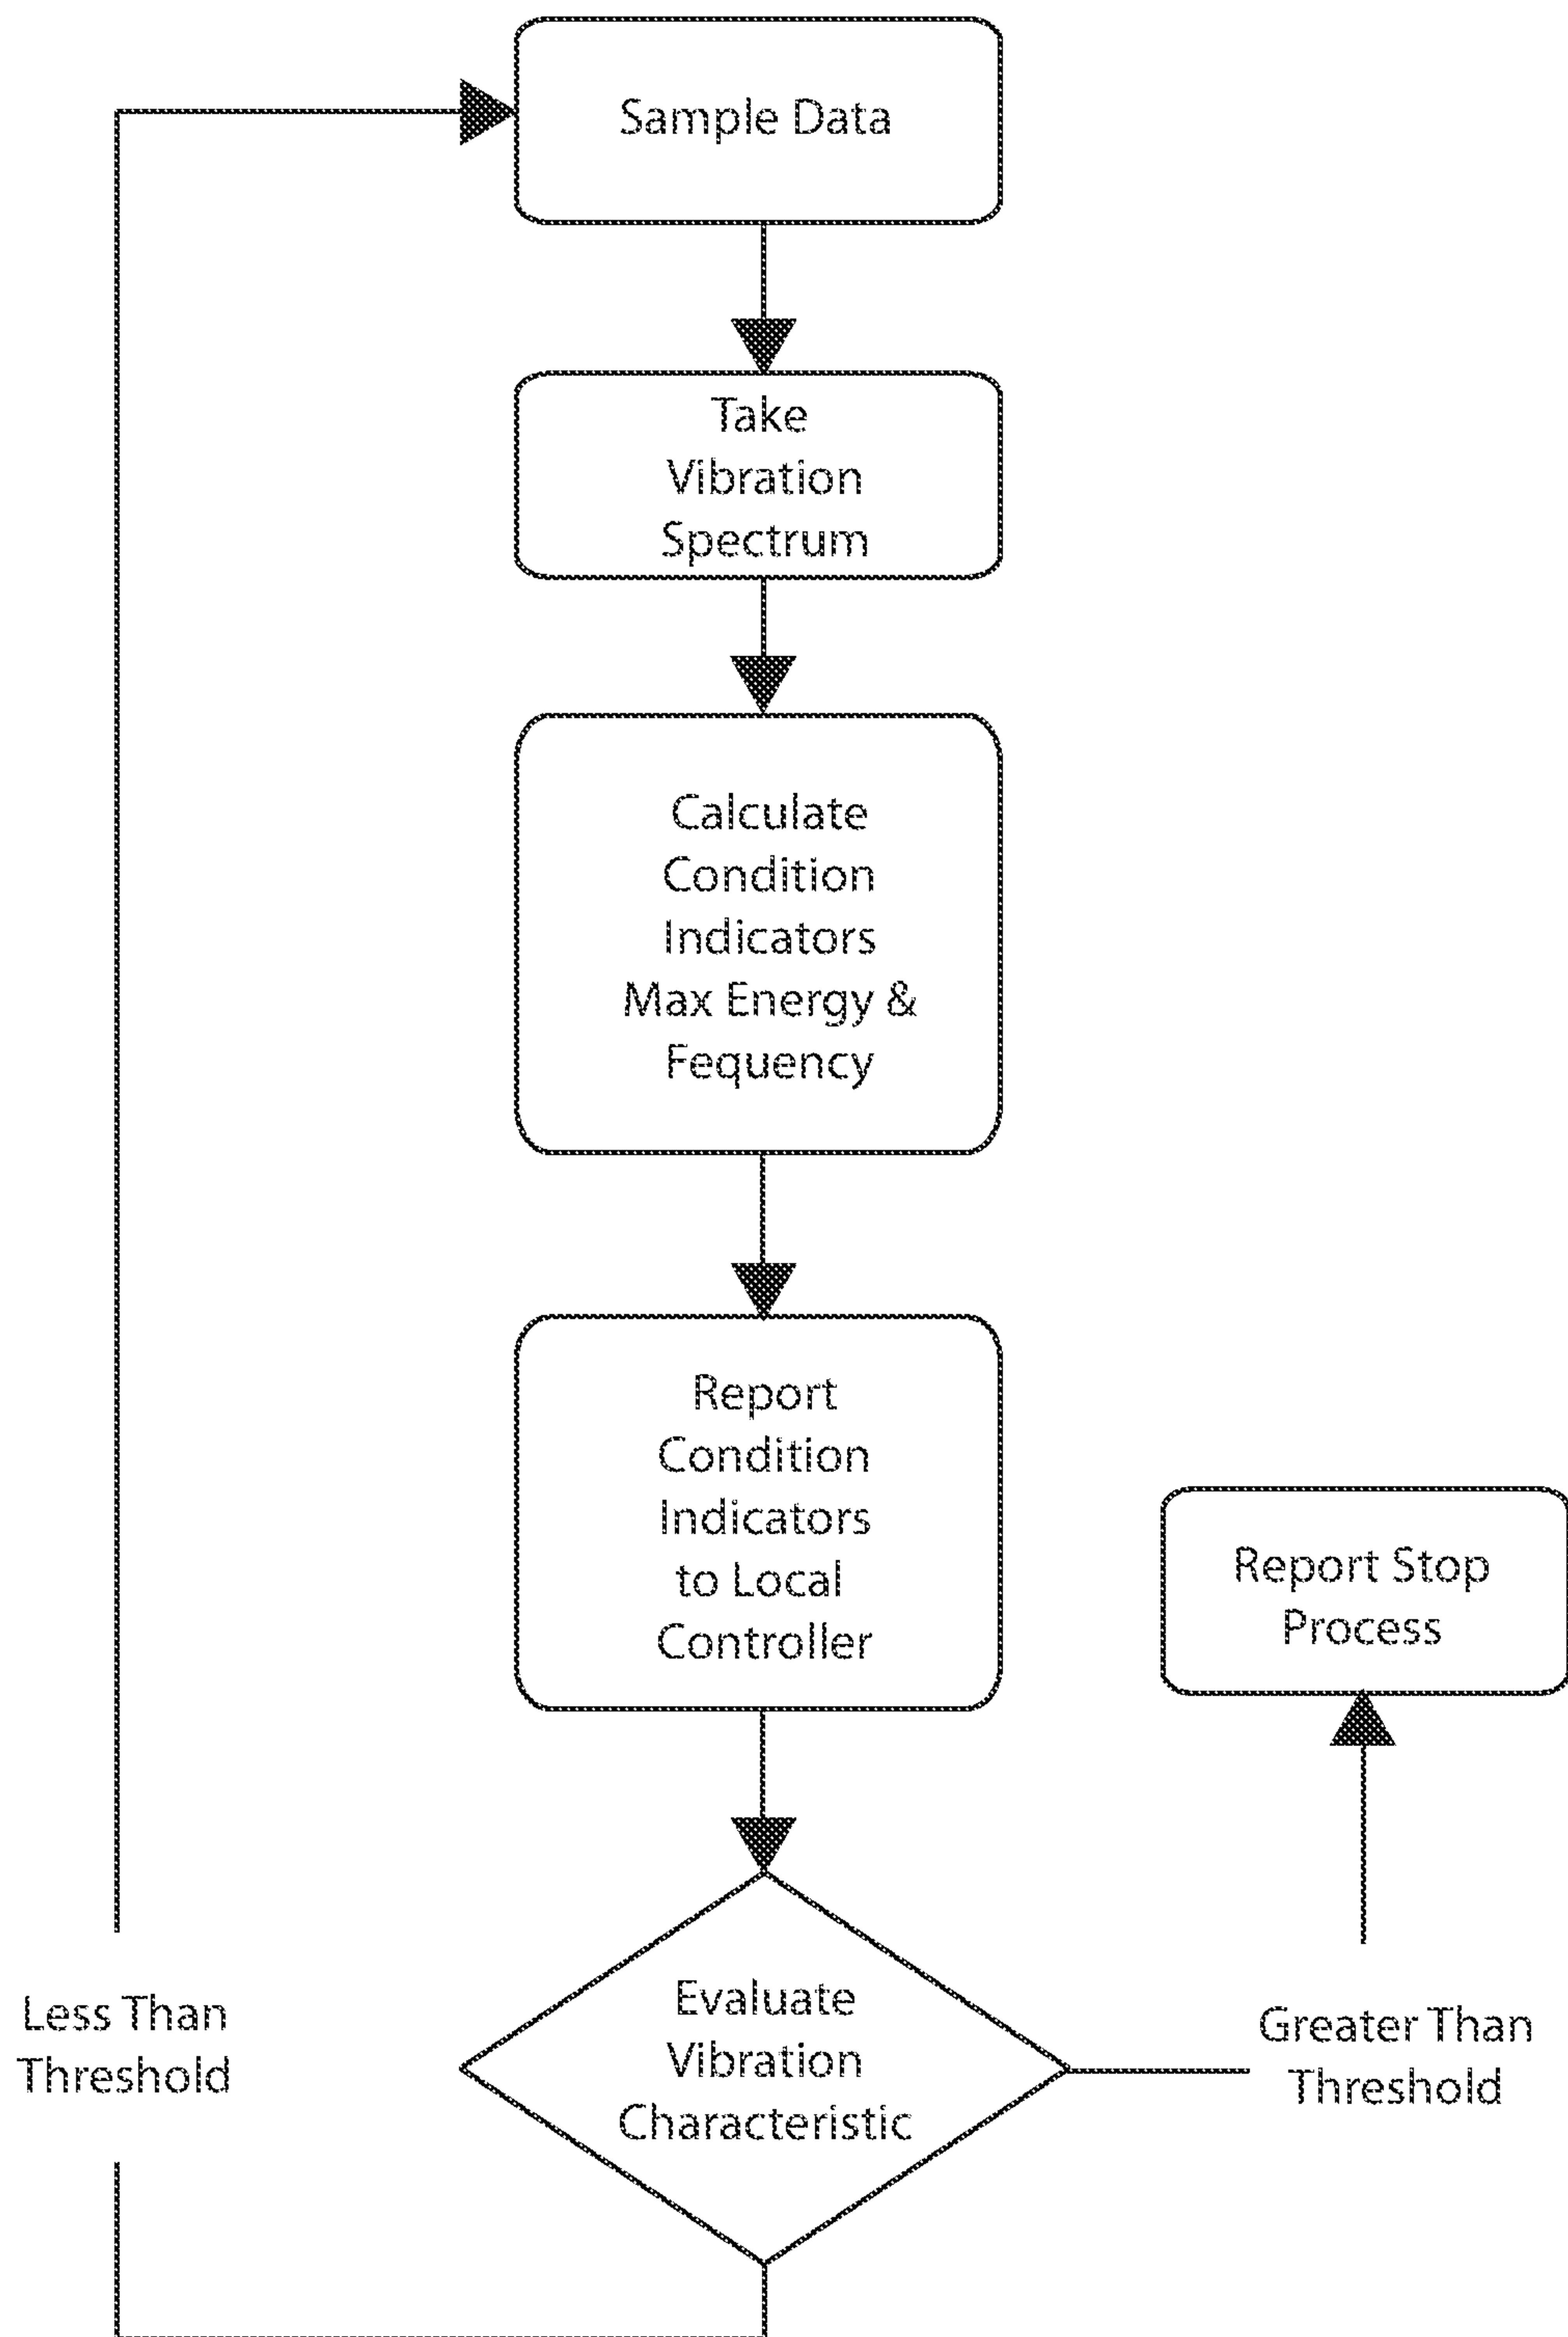 Sample Data
Take
Vibration
Spectrum
Calculate
Condition
Indicators
Max Energy &
Fequency
Report
Condition
Indicators
to Local
Controller
Report Stop
Process
Evaluate
Vibration
Characteristic
Less Than
Threshold
Greater Than
Threshold